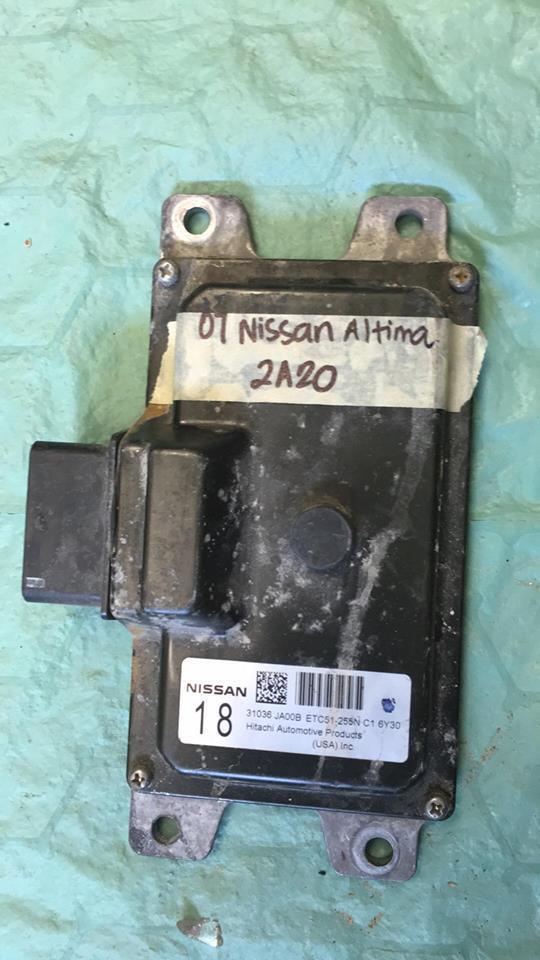 07 Nissan Altima
2A20
NISSAN
18
31036 JA00B ETC51-255N C1 6Y30
Hitachi Automotive Products
(USA).Inc.